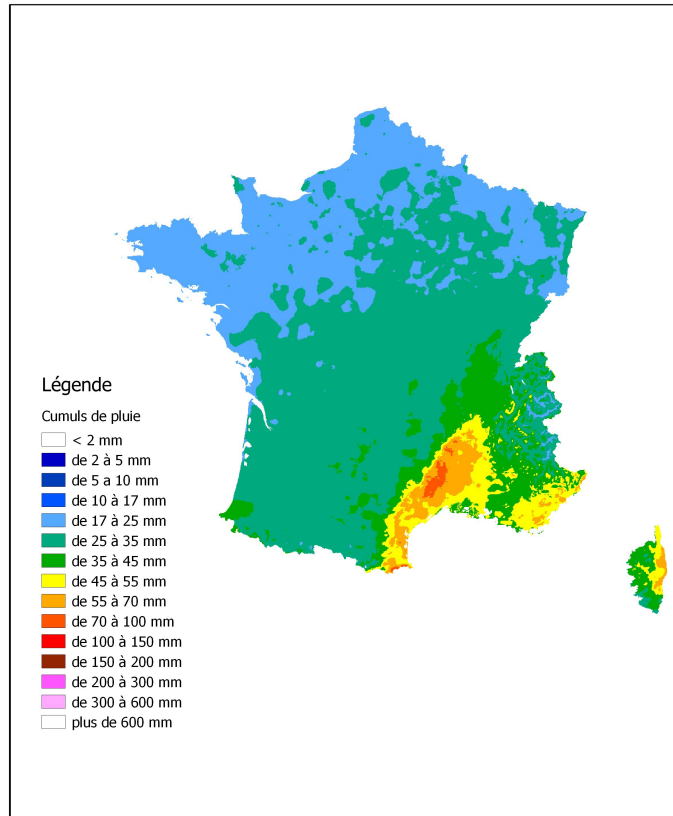 Légende
Cumuls de pluie
< 2 mm
de 2 à 5 mm
de 5 a 10 mm
de 10 à 17 mm
de 17 à 25 mm
de 25 à 35 mm
de 35 à 45 mm
de 45 à 55 mm
de 55 à 70 mm
de 70 à 100 mm
de 100 à 150 mm
de 150 à 200 mm
de 200 à 300 mm
de 300 à 600 mm
plus de 600 mm